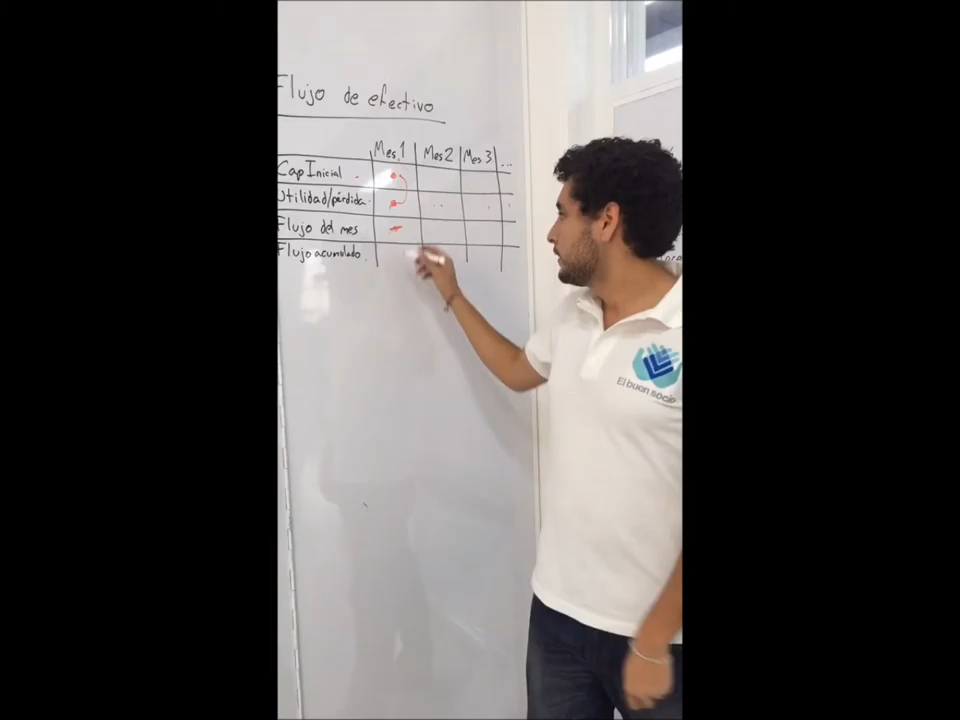 Flujo de efectivo
Mes 1 Mes 2 Mes 3 ...
Cap Inicial
Utilidad/pérdida
Flujo del mes
Flujo acumulado
El buen socio